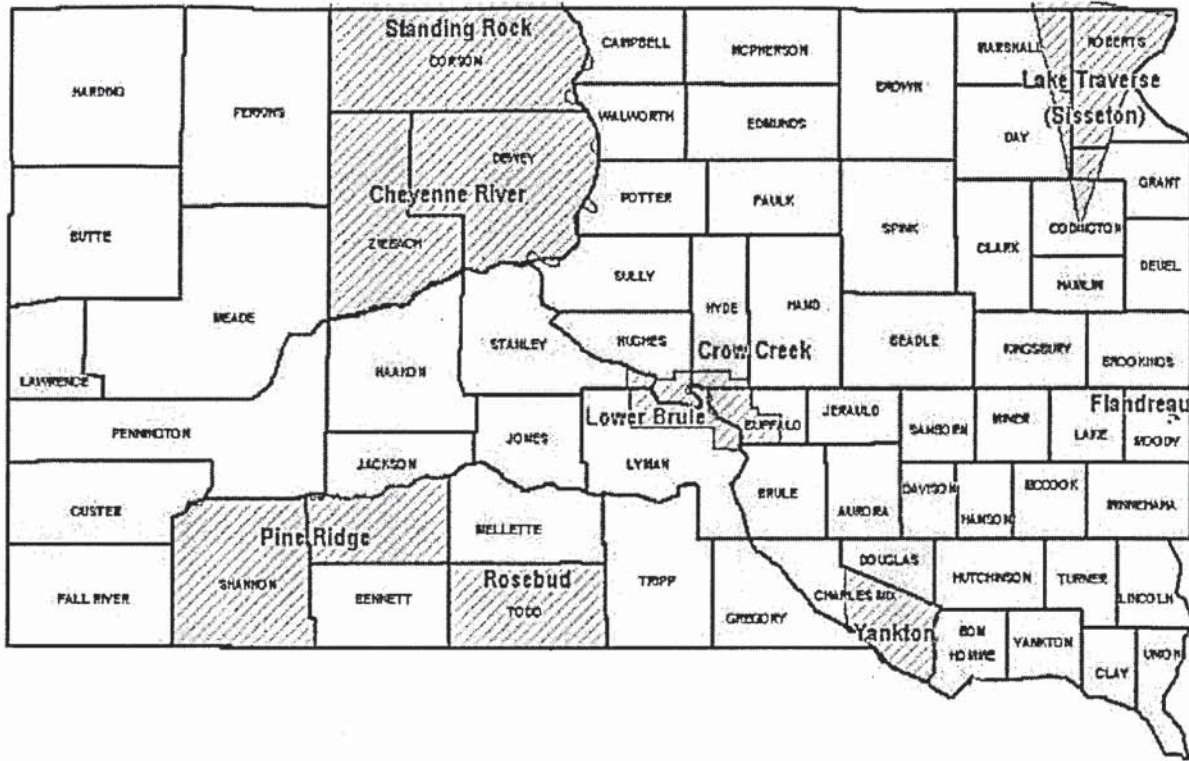 Standing Rock
CORSON
CAMPBELL
MCPHERSON
MARSHALL
ROBERTS
HARDING
PERKINS
BROWN
Lake Traverse
(Sisseton)
WALWORTH
EDMUNDS
DAY
DEWEY
GRANT
Cheyenne River
POTTER
FAULK
SPINK
CODINGTON
BUTTE
ZIEBACH
CLARK
DEUEL
SULLY
HAMLIN
MEADE
HYDE
HAND
STANLEY
HUGHES
Crow Creek
BEADLE
KINGSBURY
BROOKINGS
LAWRENCE
HAAKON
PENNINGTON
JONES
Lower Brule
BUFFALO
JERAULD
SANBORN
MINER
Flandreau
LAKE
MOODY
JACKSON
LYMAN
CUSTER
BRULE
AURORA
DAVISON
HANSON
MCCOOK
MINNEHAHA
Pine Ridge
MELLETTE
SHANNON
Rosebud
TODD
TRIPP
DOUGLAS
HUTCHINSON
TURNER
LINCOLN
FALL RIVER
BENNETT
GREGORY
CHARLES MIX
Yankton
BON
HOMME
YANKTON
CLAY
UNION